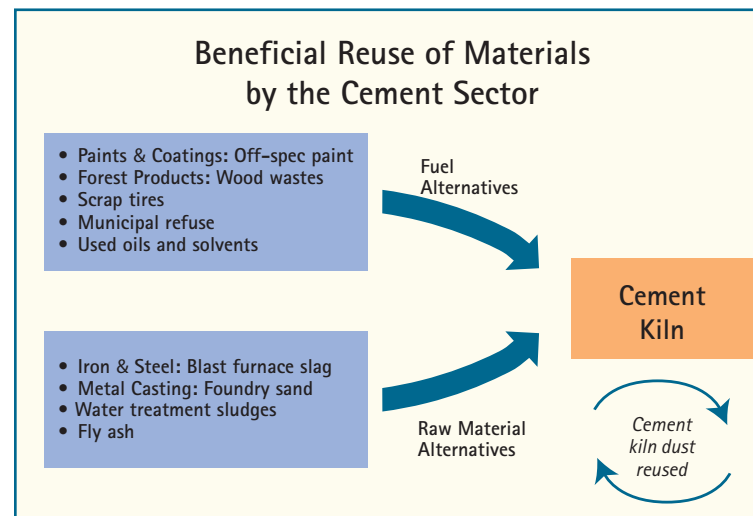 Beneficial Reuse of Materials
by the Cement Sector
• Paints & Coatings: Off-spec paint
• Forest Products: Wood wastes
• Scrap tires
• Municipal refuse
• Used oils and solvents
Fuel
Alternatives
Cement
Kiln
• Iron & Steel: Blast furnace slag
• Metal Casting: Foundry sand
• Water treatment sludges
• Fly ash
Raw Material
Alternatives
Cement
kiln dust
reused